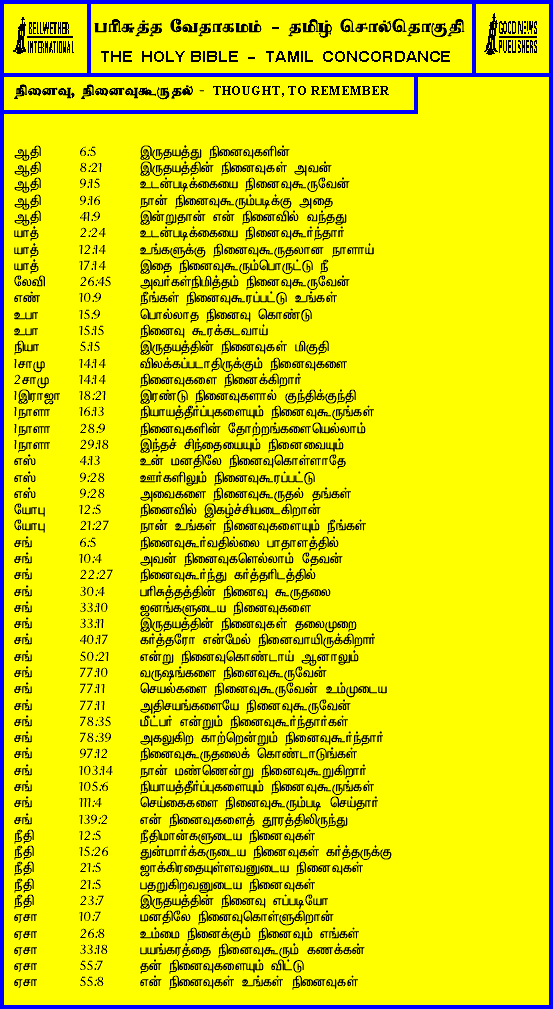 BELLWETHER
INTERNATIONAL
பரிசுத்த வேதாகமம் - தமிழ் சொல்தொகுதி
THE HOLY BIBLE - TAMIL CONCORDANCE
GOOD NEWS
PUBLISHERS
நினைவு, நினைவுகூருதல் - THOUGHT, TO REMEMBER
ஆதி 6:5 இருதயத்து நினைவுகளின்
ஆதி 8:21 இருதயத்தின் நினைவுகள் அவன்
ஆதி 9:15 உடன்படிக்கையை நினைவுகூருவேன்
ஆதி 9:16 நான் நினைவுகூரும்படிக்கு அதை
ஆதி 41:9 இன்றுதான் என் நினைவில் வந்தது
யாத் 2:24 உடன்படிக்கையை நினைவுகூர்ந்தார்
யாத் 12:14 உங்களுக்கு நினைவுகூருதலான நாளாய்
யாத் 17:14 இதை நினைவுகூரும்பொருட்டு நீ
லேவி 26:45 அவர்கள்நிமித்தம் நினைவுகூருவேன்
எண் 10:9 நீங்கள் நினைவுகூரப்பட்டு உங்கள்
உபா 15:9 பொல்லாத நினைவு கொண்டு
உபா 15:15 நினைவு கூரக்கடவாய்
நியா 5:15 இருதயத்தின் நினைவுகள் மிகுதி
1சாமு 14:14 விலக்கப்படாதிருக்கும் நினைவுகளை
2சாமு 14:14 நினைவுகளை நினைக்கிறார்
1இராஜா 18:21 இரண்டு நினைவுகளால் குந்திக்குந்தி
1நாளா 16:13 நியாயத்தீர்ப்புகளையும் நினைவுகூருங்கள்
1நாளா 28:9 நினைவுகளின் தோற்றங்களையெல்லாம்
1நாளா 29:18 இந்தச் சிந்தையையும் நினைவையும்
எஸ் 4:13 உன் மனதிலே நினைவுகொள்ளாதே
எஸ் 9:28 ஊர்களிலும் நினைவுகூரப்பட்டு
எஸ் 9:28 அவைகளை நினைவுகூருதல் தங்கள்
யோபு 12:5 நினைவில் இகழ்ச்சியடைகிறான்
யோபு 21:27 நான் உங்கள் நினைவுகளையும் நீங்கள்
சங் 6:5 நினைவுகூர்வதில்லை பாதாளத்தில்
சங் 10:4 அவன் நினைவுகளெல்லாம் தேவன்
சங் 22:27 நினைவுகூர்ந்து கர்த்தரிடத்தில்
சங் 30:4 பரிசுத்தத்தின் நினைவு கூருதலை
சங் 33:10 ஜனங்களுடைய நினைவுகளை
சங் 33:11 இருதயத்தின் நினைவுகள் தலைமுறை
சங் 40:17 கர்த்தரோ என்மேல் நினைவாயிருக்கிறார்
சங் 50:21 என்று நினைவுகொண்டாய் ஆனாலும்
சங் 77:10 வருஷங்களை நினைவுகூருவேன்
சங் 77:11 செயல்களை நினைவுகூருவேன் உம்முடைய
சங் 77:11 அதிசயங்களையே நினைவுகூருவேன்
சங் 78:35 மீட்பர் என்றும் நினைவுகூர்ந்தார்கள்
சங் 78:39 அகலுகிற காற்றென்றும் நினைவுகூர்ந்தார்
சங் 97:12 நினைவுகூருதலைக் கொண்டாடுங்கள்
சங் 103:14 நான் மண்ணென்று நினைவுகூறுகிறார்
சங் 105:6 நியாயத்தீர்ப்புகளையும் நினைவுகூருங்கள்
சங் 111:4 செய்கைகளை நினைவுகூரும்படி செய்தார்
சங் 139:2 என் நினைவுகளைத் தூரத்திலிருந்து
நீதி 12:5 நீதிமான்களுடைய நினைவுகள்
நீதி 15:26 துன்மார்க்கருடைய நினைவுகள் கர்த்தருக்கு
நீதி 21:5 ஜாக்கிரதையுள்ளவனுடைய நினைவுகள்
நீதி 21:5 பதறுகிறவனுடைய நினைவுகள்
நீதி 23:7 இருதயத்தின் நினைவு எப்படியோ
ஏசா 10:7 மனதிலே நினைவுகொள்ளுகிறான்
ஏசா 26:8 உம்மை நினைக்கும் நினைவும் எங்கள்
ஏசா 33:18 பயங்கரத்தை நினைவுகூரும் கணக்கன்
ஏசா 55:7 தன் நினைவுகளையும் விட்டு
ஏசா 55:8 என் நினைவுகள் உங்கள் நினைவுகள்